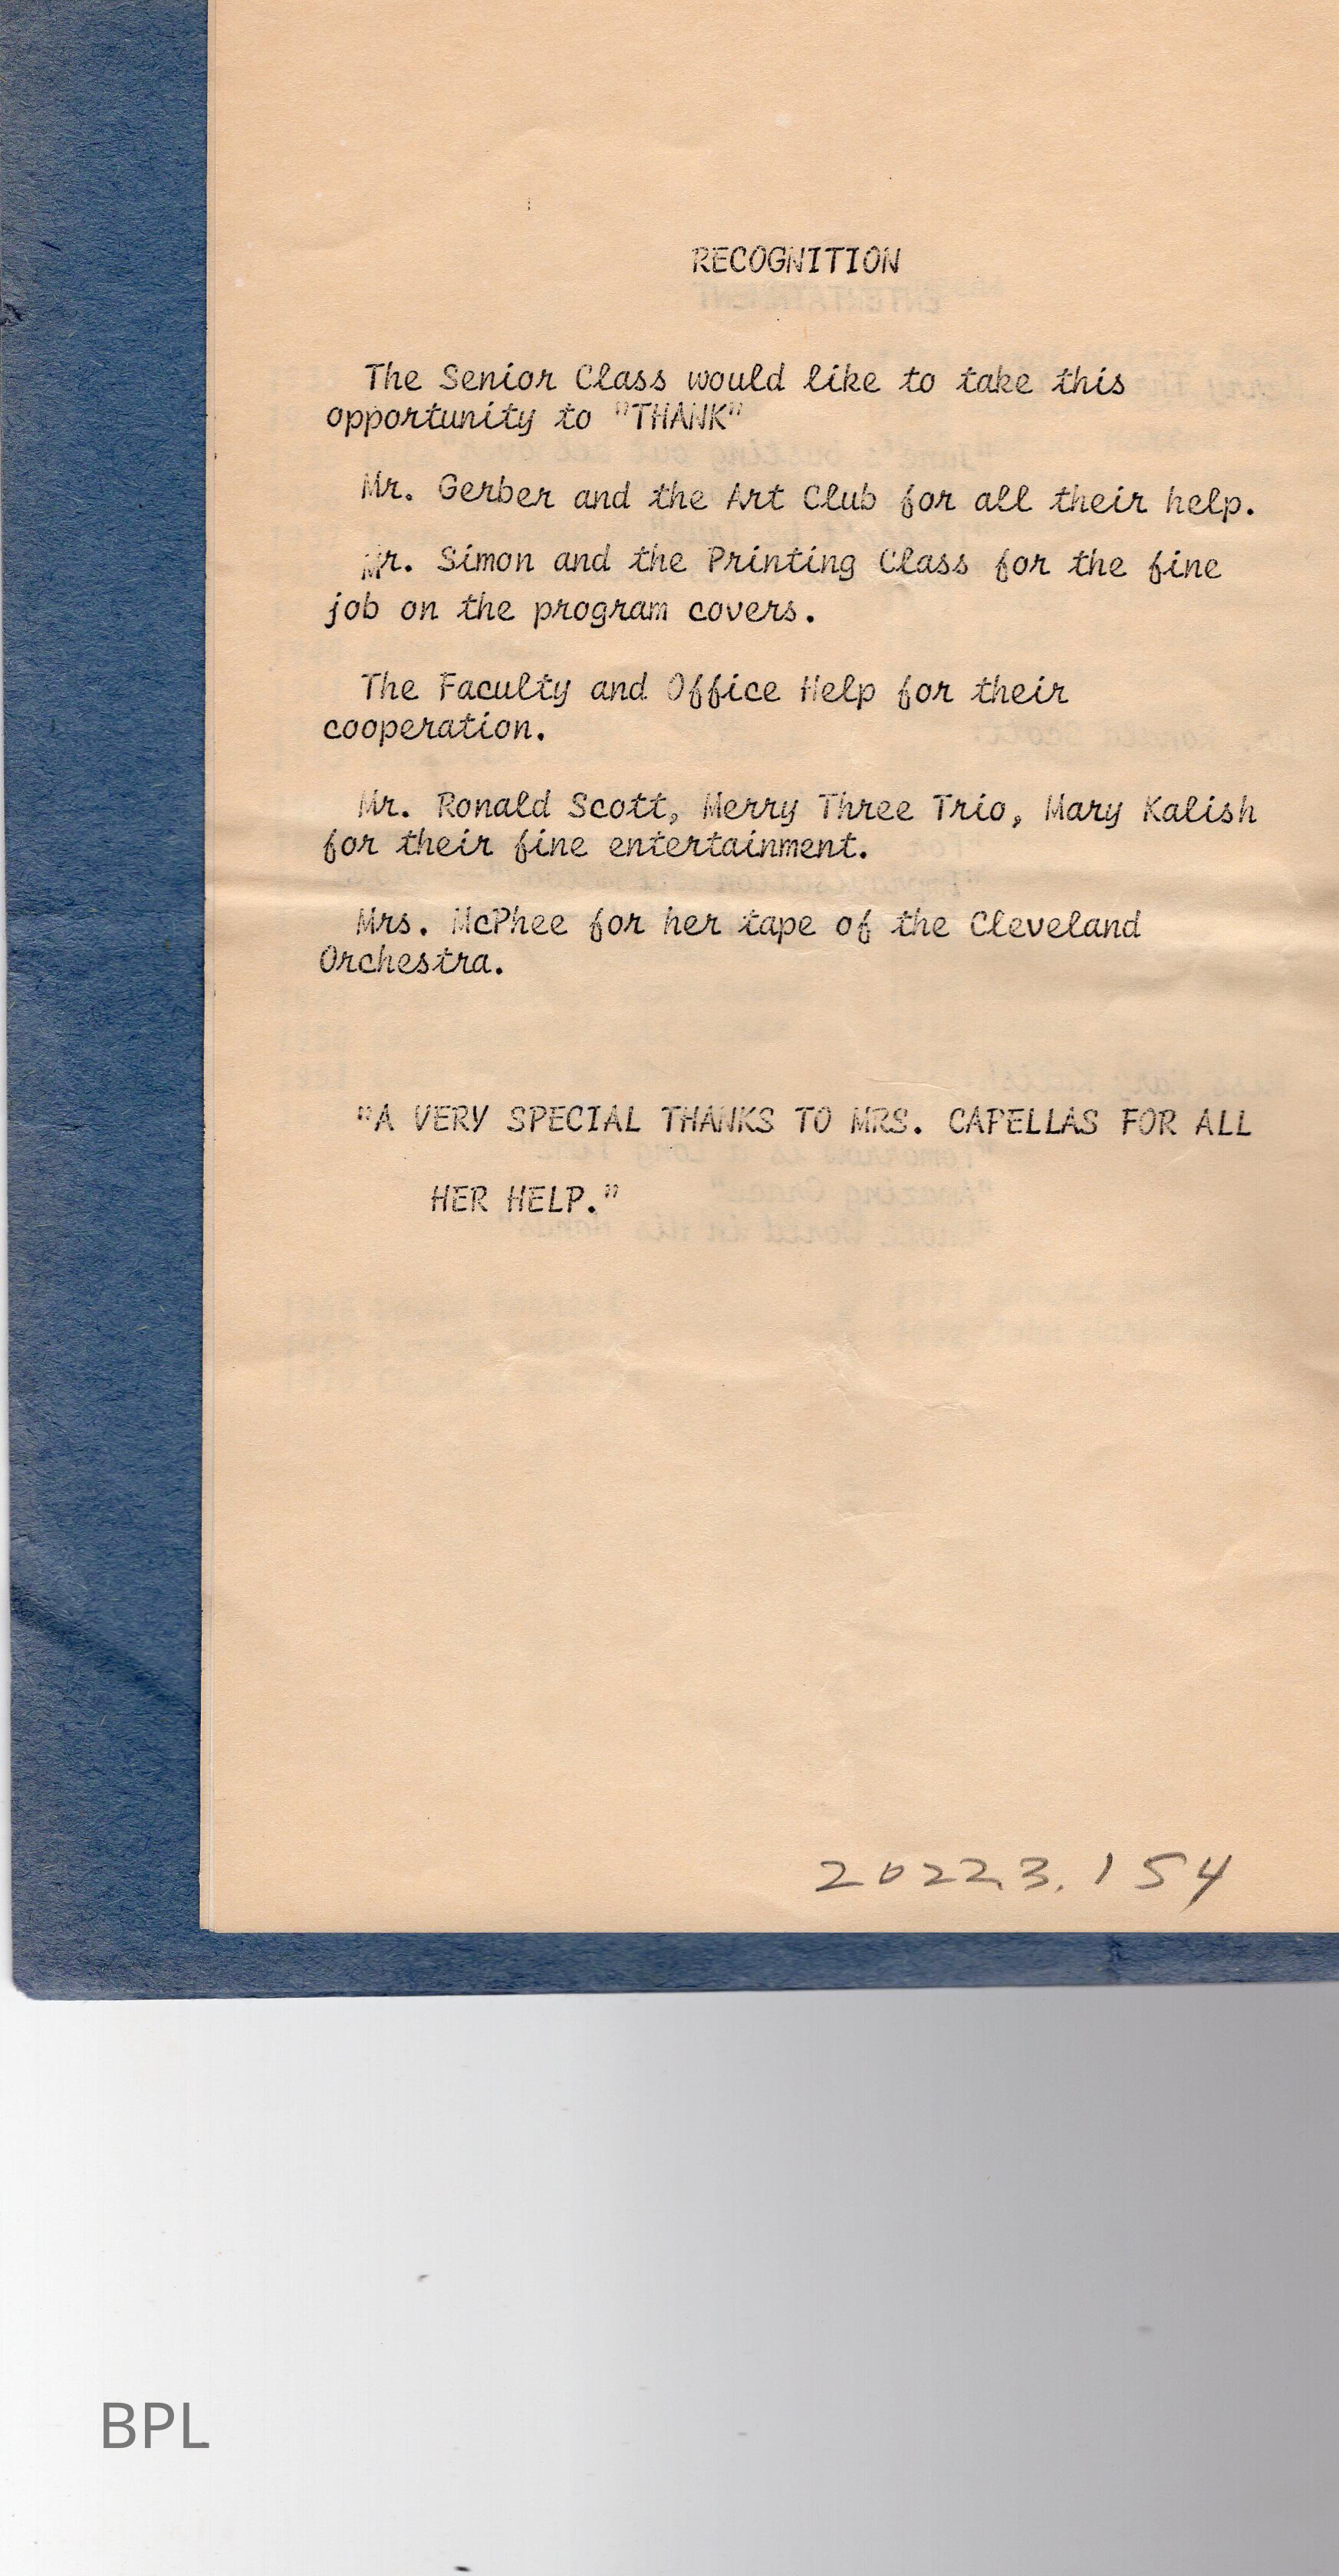 RECOGNITION
The Senior Class would like to take this
opportunity to "THANK"
Mr. Gerber and the Art Club for all their help.
Mr. Simon and the Printing Class for the fine
job on the program covers.
The Faculty and Office Help for their
cooperation.
Mr. Ronald Scott, Merry Three Trio, Mary Kalish
for their fine entertainment.
Mrs. McPhee for her tape of the Cleveland
Orchestra.
"A VERY SPECIAL THANKS TO MRS. CAPELLAS FOR ALL
HER HELP."
2022.3.154
BPL